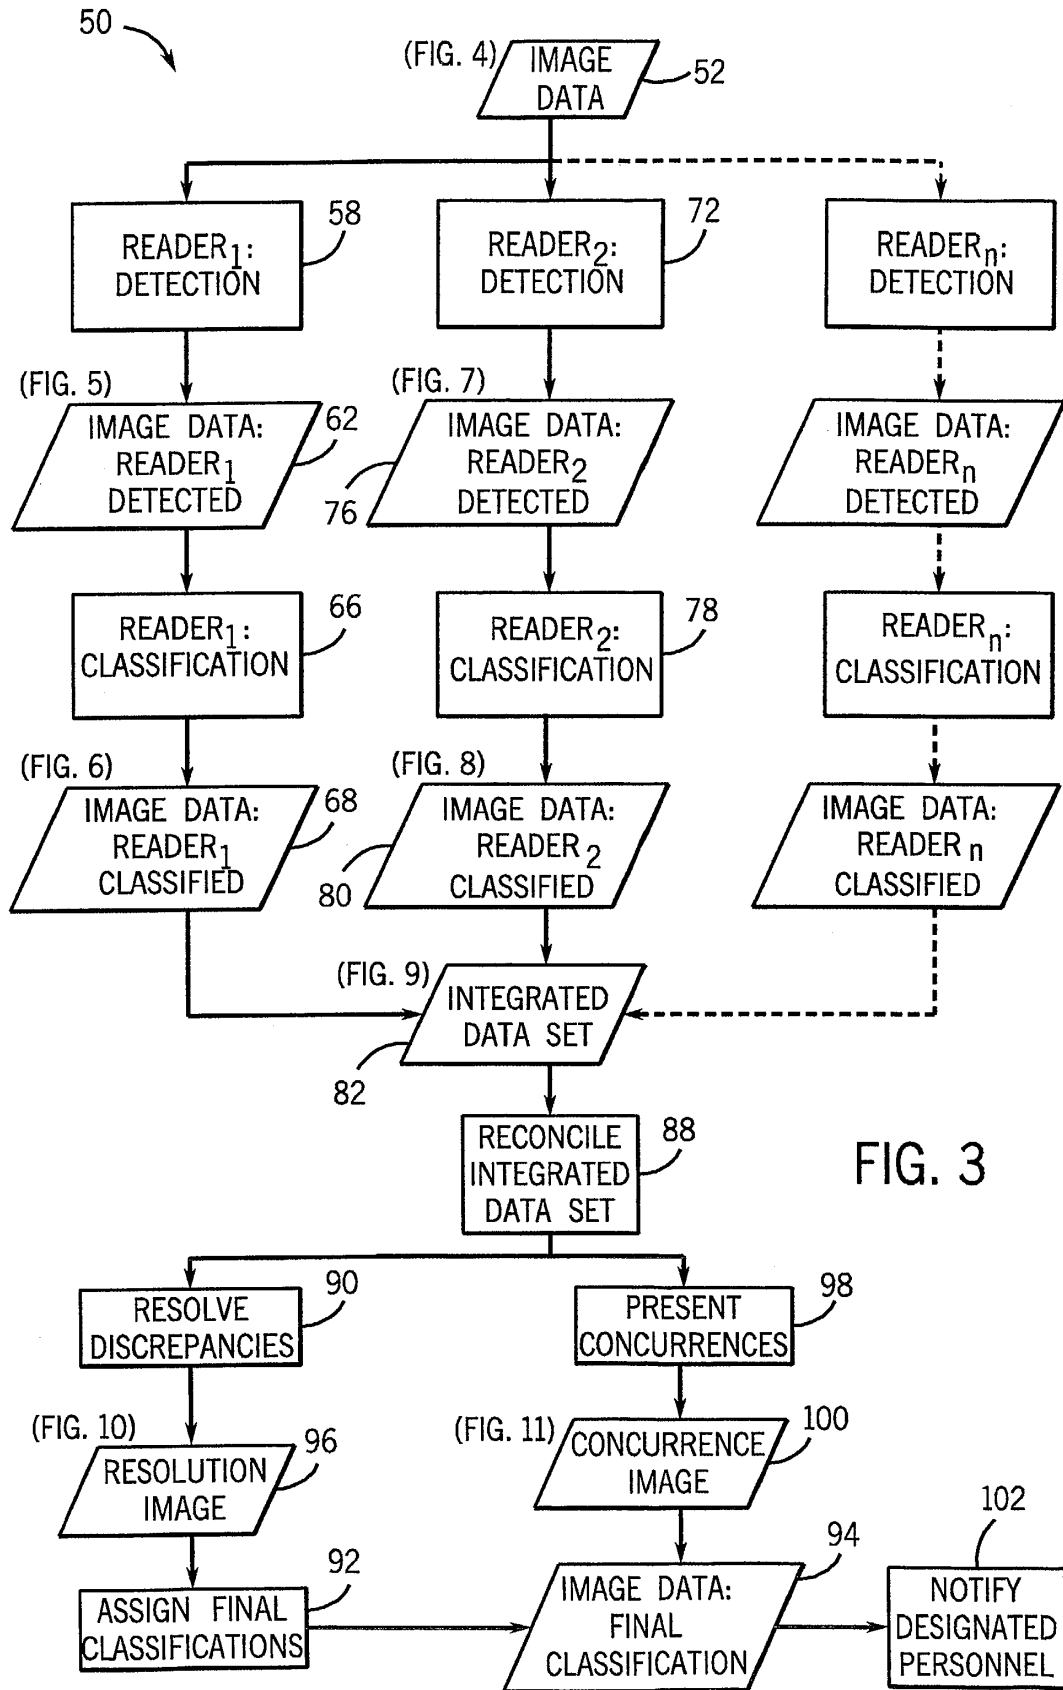 50
(FIG. 4)
IMAGE
DATA
52
READER1:
DETECTION
58
READER2:
DETECTION
72
READERn:
DETECTION
(FIG. 5)
IMAGE DATA:
READER1
DETECTED
62
(FIG. 7)
IMAGE DATA:
READER2
DETECTED
76
IMAGE DATA:
READERn
DETECTED
READER1:
CLASSIFICATION
66
READER2:
CLASSIFICATION
78
READERn:
CLASSIFICATION
(FIG. 6)
IMAGE DATA:
READER1
CLASSIFIED
68
(FIG. 8)
IMAGE DATA:
READER 2
CLASSIFIED
80
IMAGE DATA:
READER n
CLASSIFIED
(FIG. 9)
INTEGRATED
DATA SET
82
RECONCILE
INTEGRATED
DATA SET
88
FIG. 3
RESOLVE
DISCREPANCIES
90
PRESENT
CONCURRENCES
98
(FIG. 10)
RESOLUTION
IMAGE
96
(FIG. 11)
CONCURRENCE
IMAGE
100
ASSIGN FINAL
CLASSIFICATIONS
92
IMAGE DATA:
FINAL
CLASSIFICATION
94
102
NOTIFY
DESIGNATED
PERSONNEL